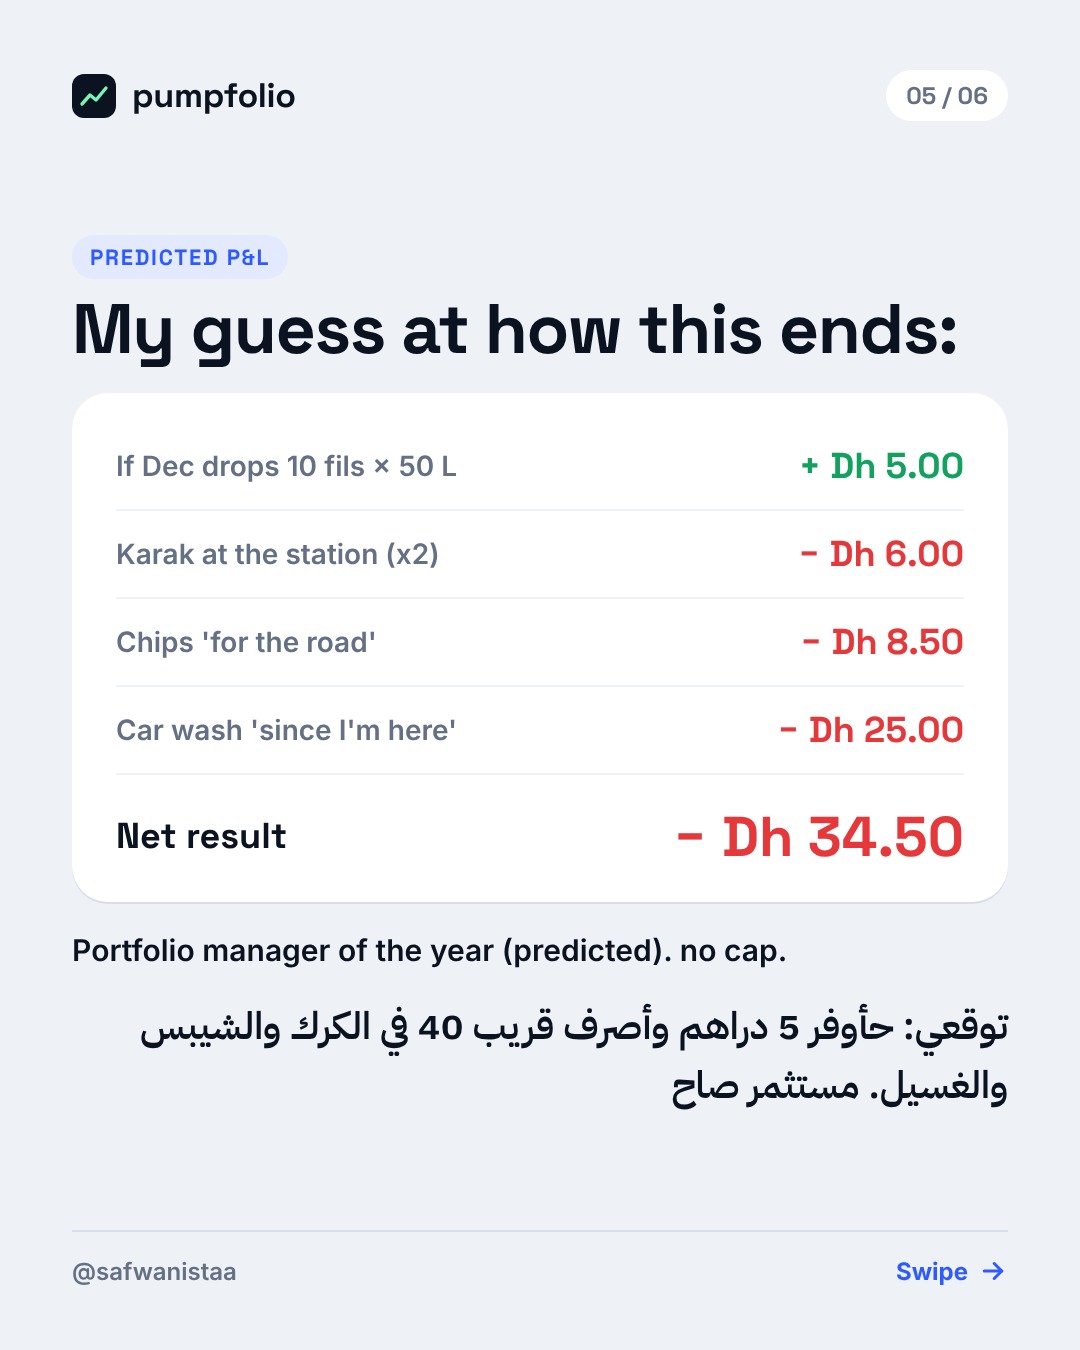 pumpfolio
05 / 06
PREDICTED P&L
My guess at how this ends:
If Dec drops 10 fils × 50 L + Dh 5.00
Karak at the station (x2) − Dh 6.00
Chips 'for the road' − Dh 8.50
Car wash 'since I'm here' − Dh 25.00
Net result − Dh 34.50
Portfolio manager of the year (predicted). no cap.
توقعي: حأوفر 5 دراهم وأصرف قريب 40 في الكرك والشيبس
والغسيل. مستثمر صاح
@safwanistaa
Swipe →